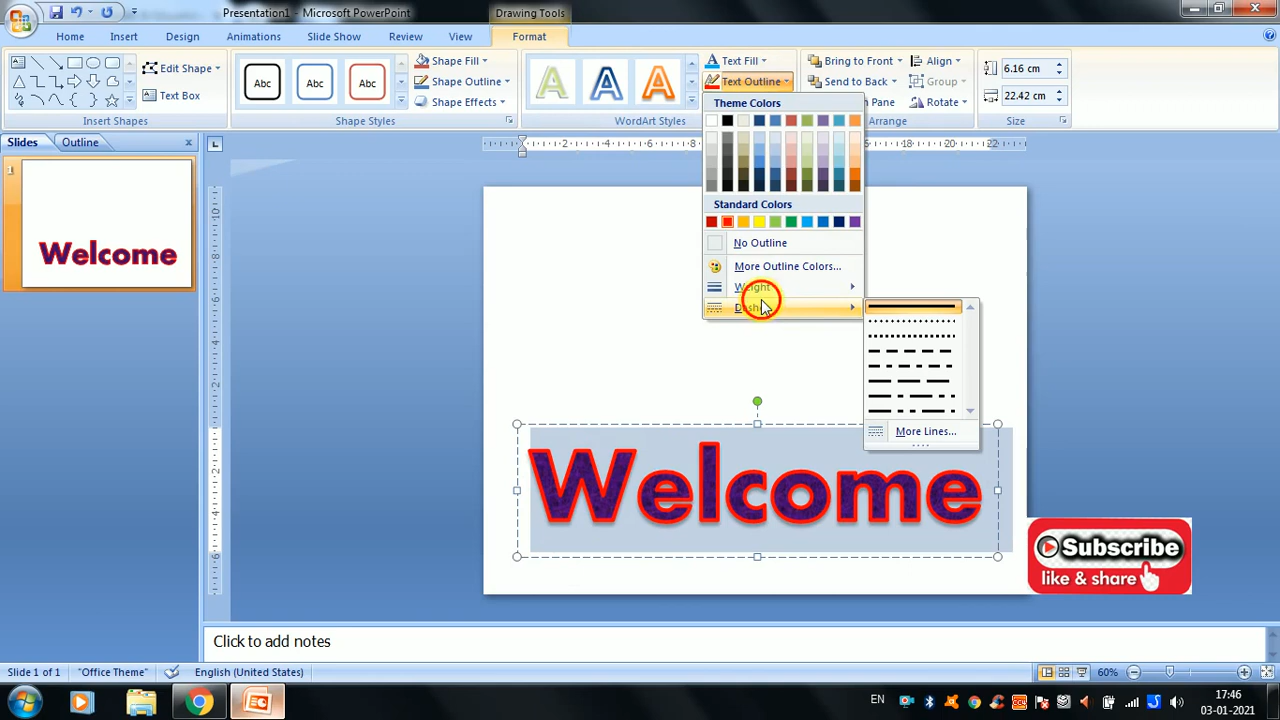 Presentation1 - Microsoft PowerPoint
Drawing Tools
Home
Insert
Design
Animations
Slide Show
Review
View
Format
Edit Shape
Text Box
Insert Shapes
Abc
Abc
Abc
Shape Fill
Shape Outline
Shape Effects
Shape Styles
A
A
A
Text Fill
Text Outline
WordArt Styles
Bring to Front
Send to Back
Pane
Align
Group
Rotate
Arrange
6.16 cm
22.42 cm
Size
Slides
Outline
1
Welcome
Theme Colors
Standard Colors
No Outline
More Outline Colors...
Weight
More Lines...
Welcome
Subscribe
like & share
Click to add notes
Slide 1 of 1
"Office Theme"
English (United States)
60%
EN
17:46
03-01-2021